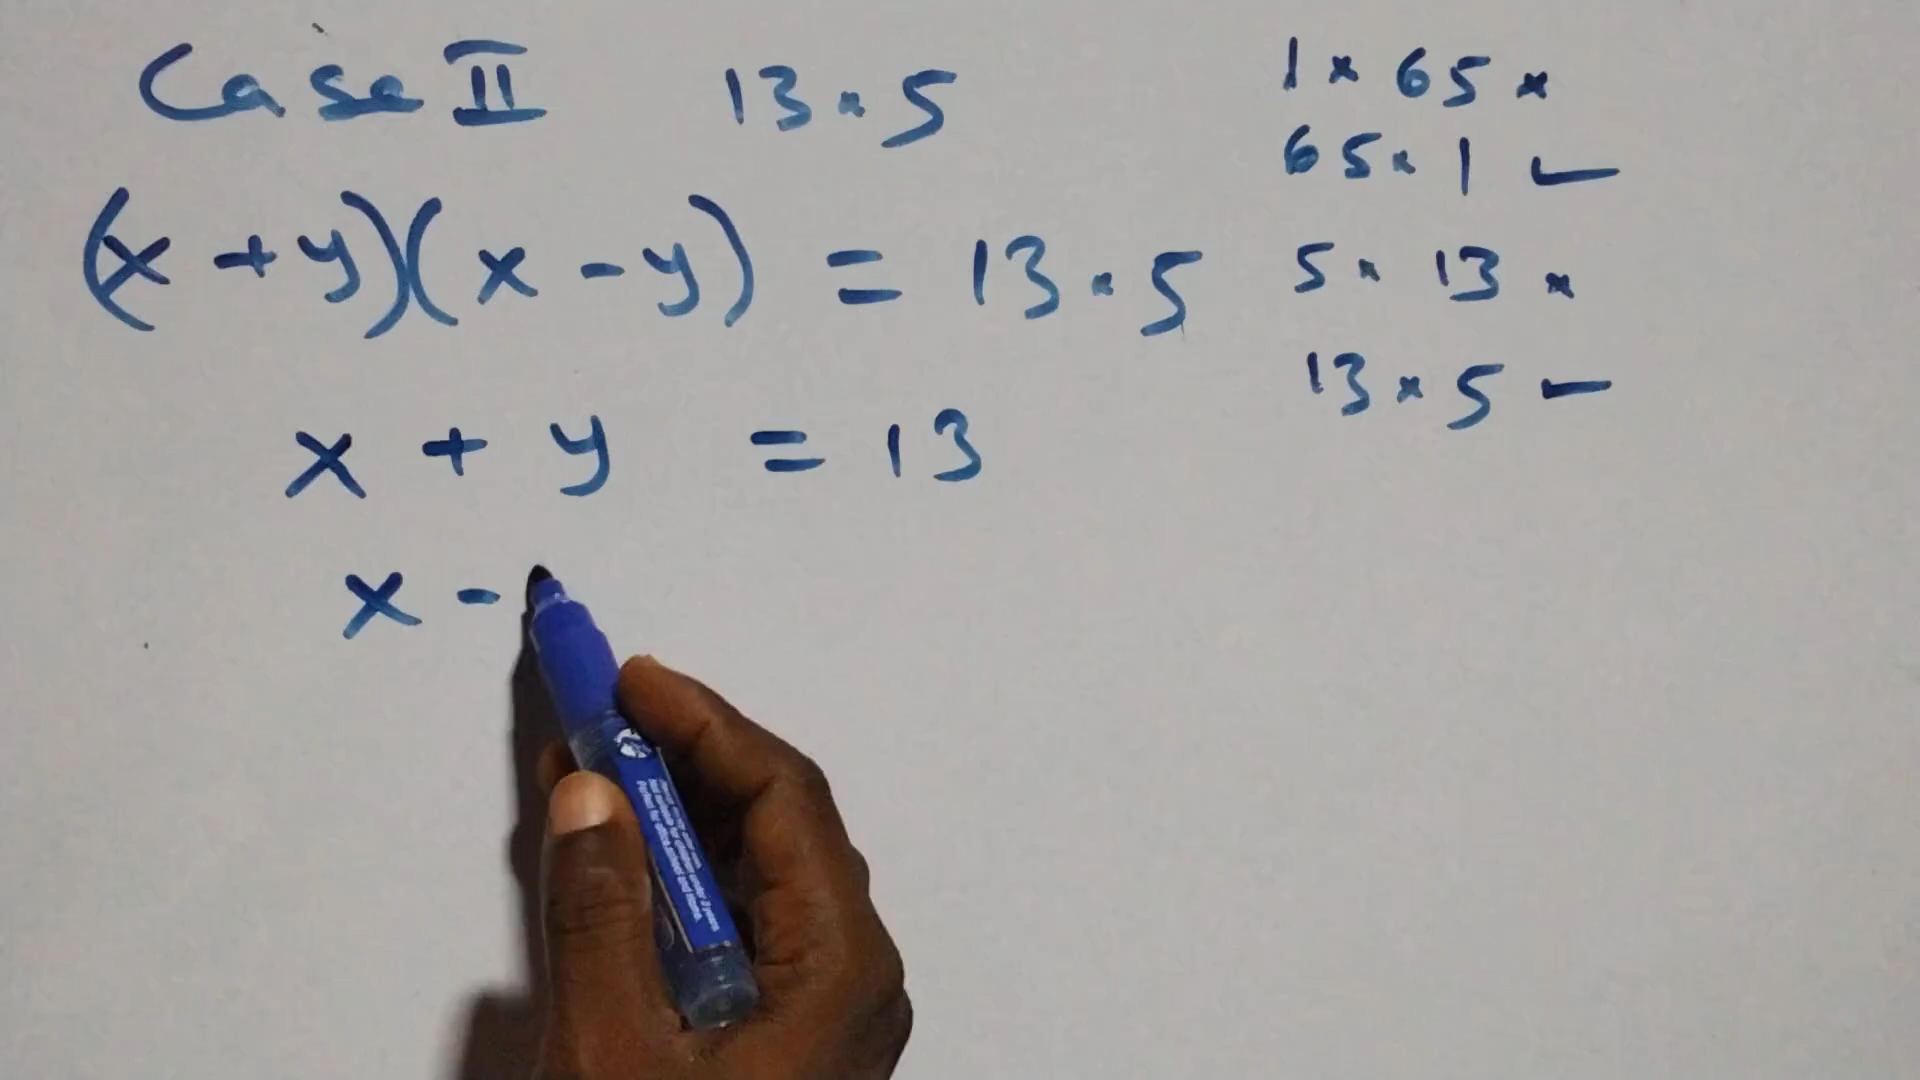 Case II 13 × 5
(x + y)(x - y) = 13 × 5
x + y = 13
x -
1 × 65 ×
65 × 1 ✓
5 × 13 ×
13 × 5 ✓